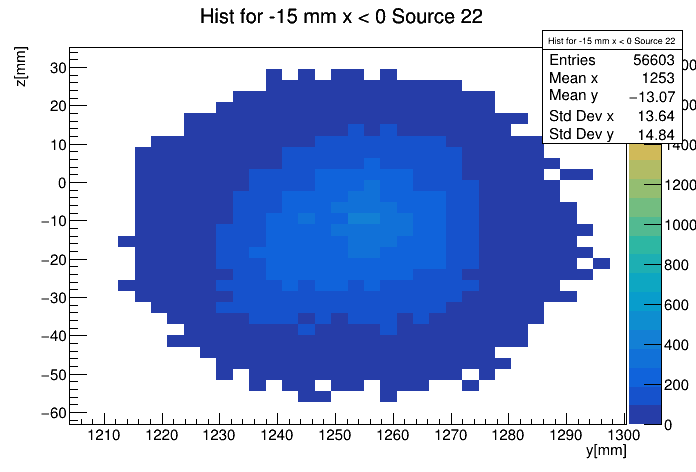 Hist for -15 mm x < 0 Source 22
z[mm]
Hist for -15 mm x < 0 Source 22
Entries 56603
Mean x 1253
Mean y −13.07
Std Dev x 13.64
Std Dev y 14.84
30
20
10
0
−10
−20
−30
−40
−50
−60
1400
1200
1000
800
600
400
200
0
1210 1220 1230 1240 1250 1260 1270 1280 1290 1300
y[mm]